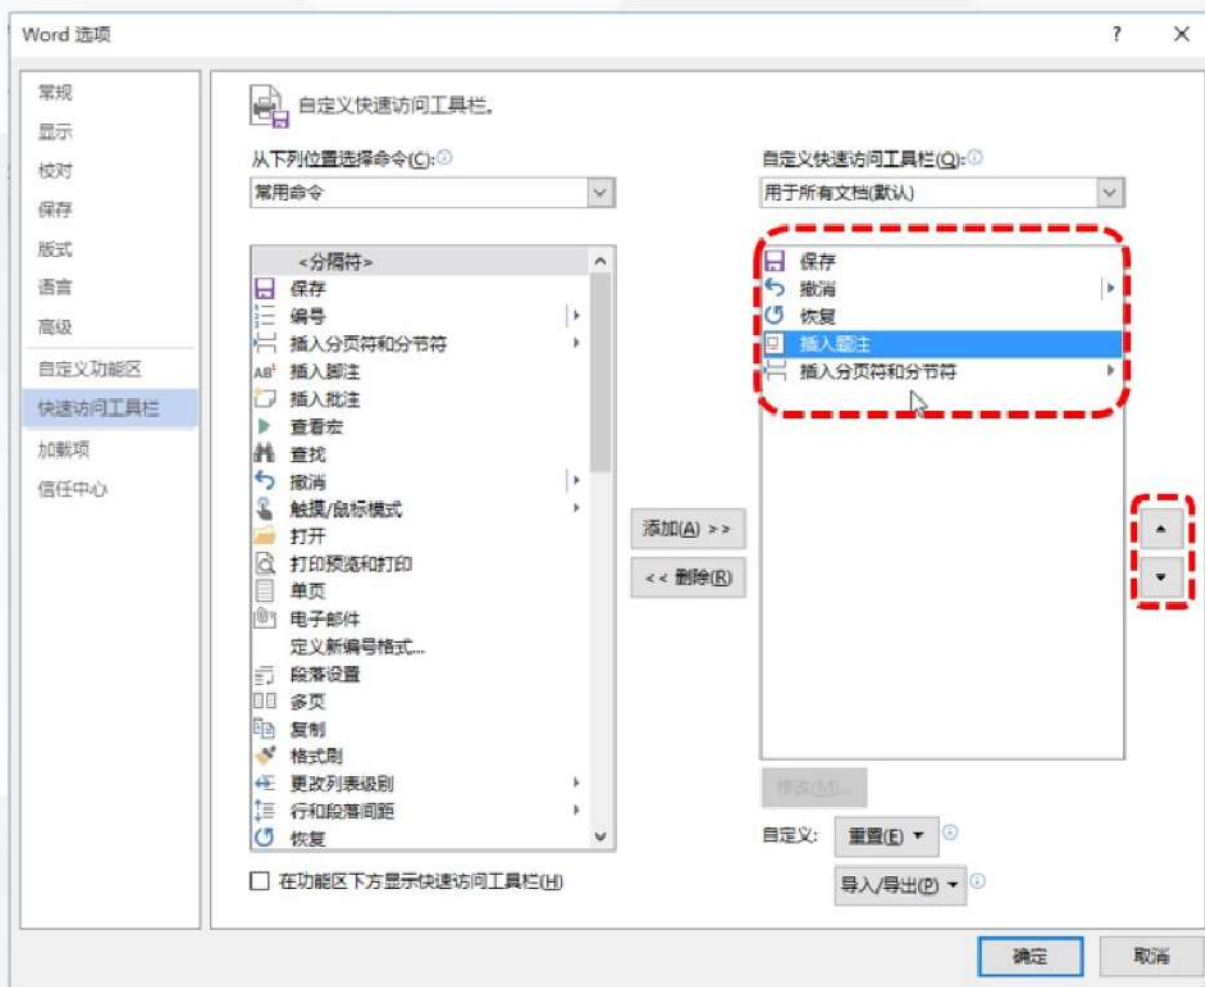 Word 选项
?
常规
显示
校对
保存
版式
语言
高级
自定义功能区
快速访问工具栏
加载项
信任中心
自定义快速访问工具栏。
从下列位置选择命令(C):
常用命令
<分隔符>
保存
编号
插入分页符和分节符
插入脚注
插入批注
查看宏
查找
撤消
触摸/鼠标模式
打开
打印预览和打印
单页
电子邮件
定义新编号格式...
段落设置
多页
复制
格式刷
更改列表级别
行和段落间距
恢复
在功能区下方显示快速访问工具栏(H)
添加(A) >>
<< 删除(R)
自定义快速访问工具栏(Q):
用于所有文档(默认)
保存
撤消
恢复
插入题注
插入分页符和分节符
修改(M)...
自定义:
重置(E)
导入/导出(P)
确定
取消